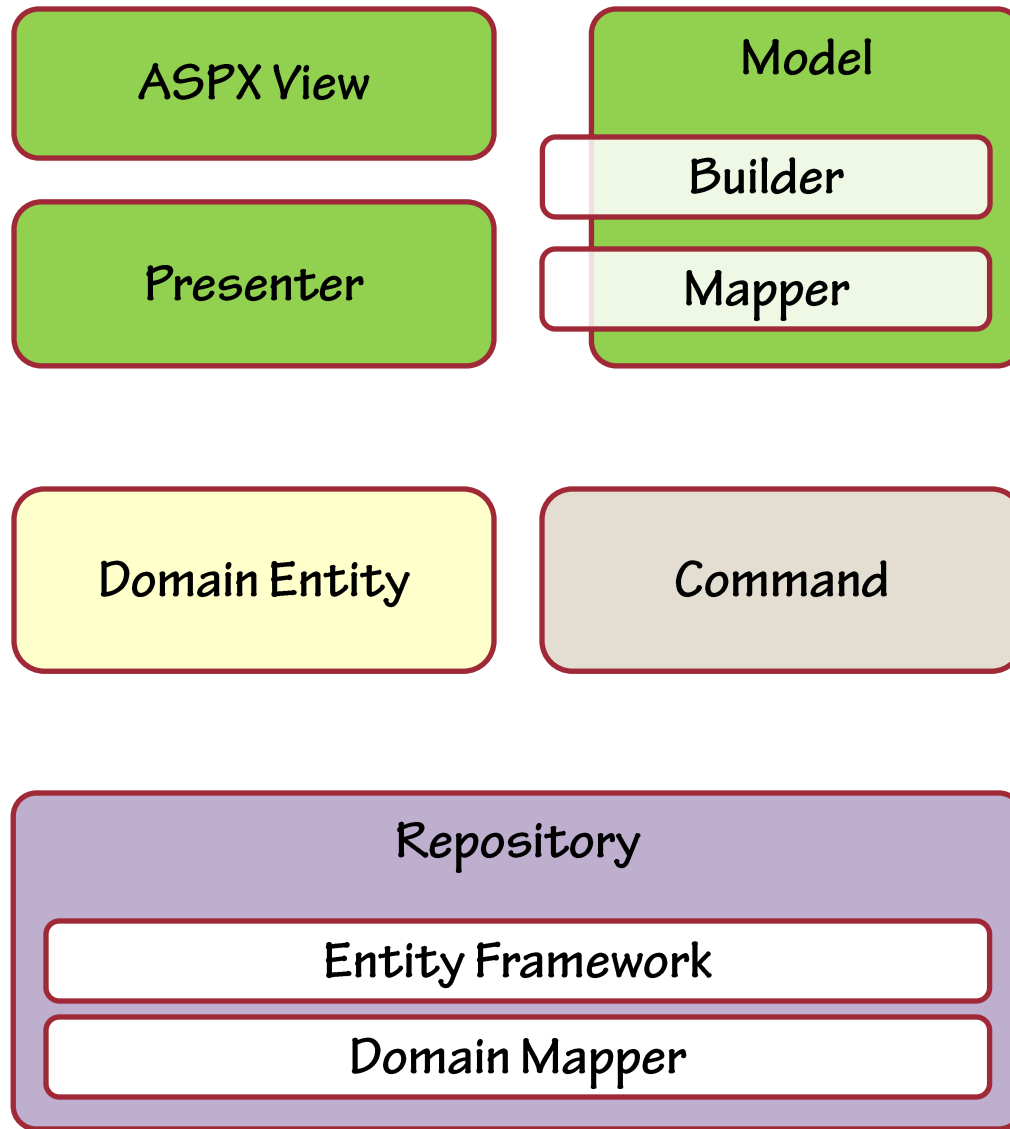 ASPX View
Model
Builder
Presenter
Mapper
Domain Entity
Command
Repository
Entity Framework
Domain Mapper